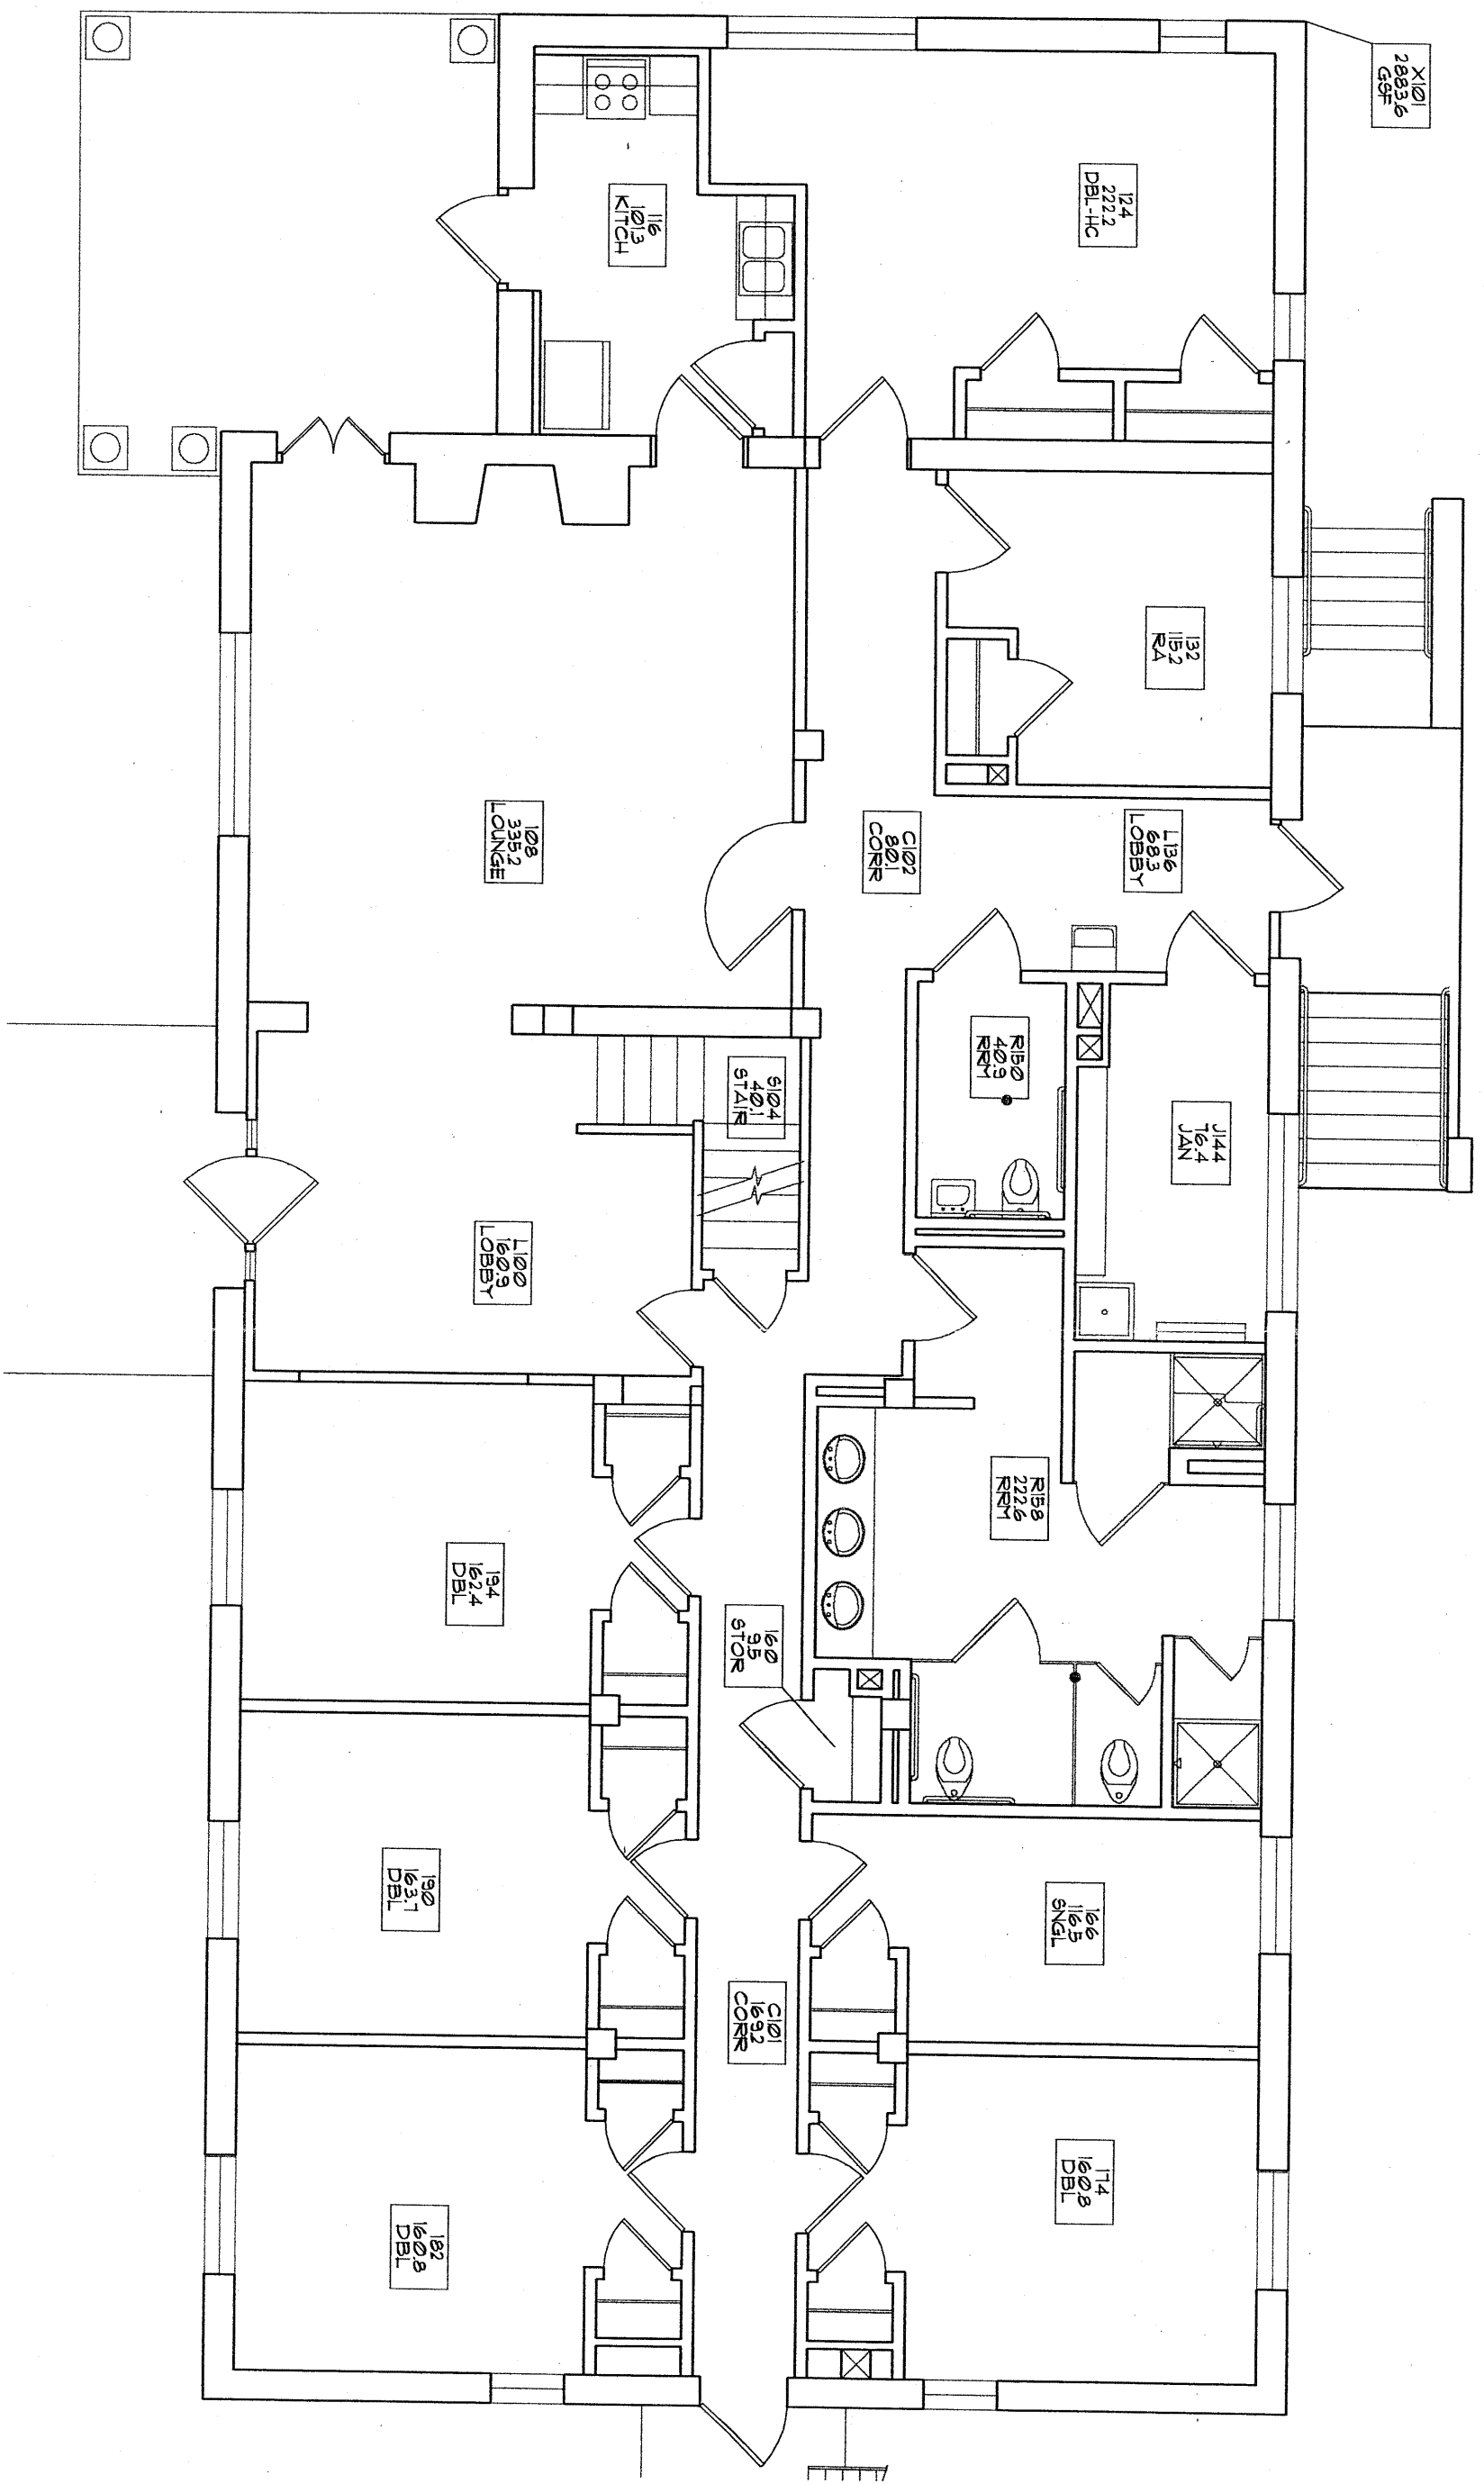 X101
2883.6
GSF
124
222.2
DBL-HC
116
101.3
KITCH
132
115.2
RA
108
335.2
LOUNGE
C102
80.1
CORR
L136
68.3
LOBBY
S104
40.1
STAIR
R150
40.9
RRM
J144
76.4
JAN
L100
160.9
LOBBY
R158
222.6
RRM
194
162.4
DBL
160
9.5
STOR
190
163.7
DBL
166
116.5
SNGL
C101
169.2
CORR
174
160.8
DBL
182
160.8
DBL